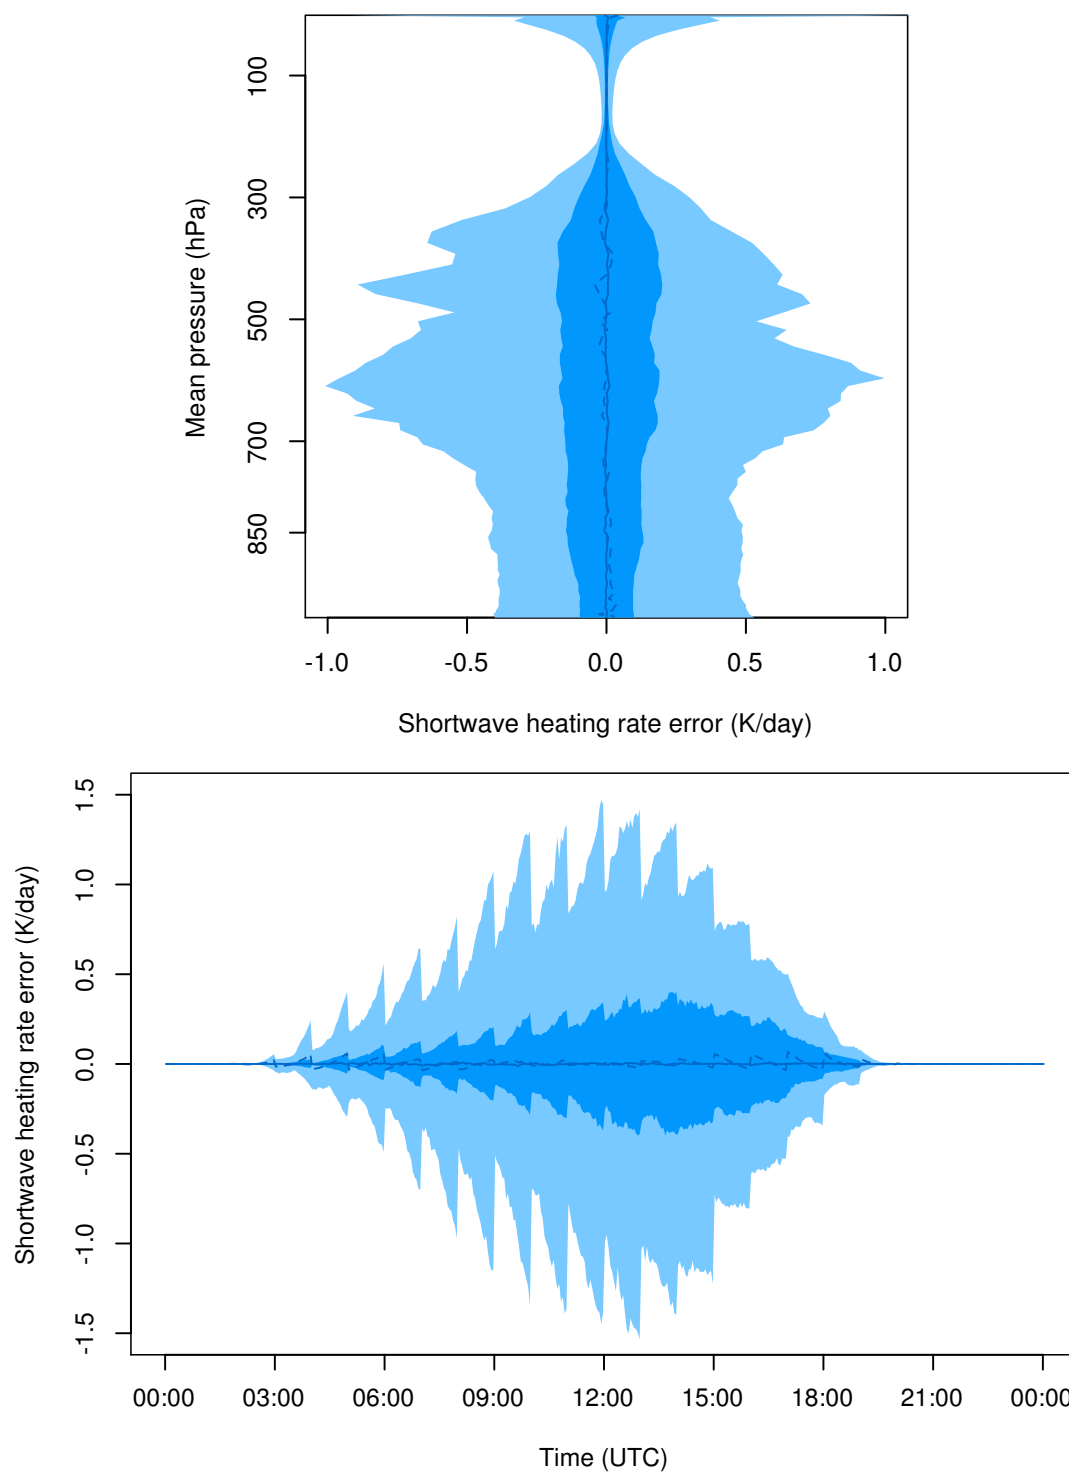 100
300
500
700
850
Mean pressure (hPa)
-1.0 -0.5 0.0 0.5 1.0
Shortwave heating rate error (K/day)
1.5
1.0
0.5
0.0
-0.5
-1.0
-1.5
Shortwave heating rate error (K/day)
00:00 03:00 06:00 09:00 12:00 15:00 18:00 21:00 00:00
Time (UTC)